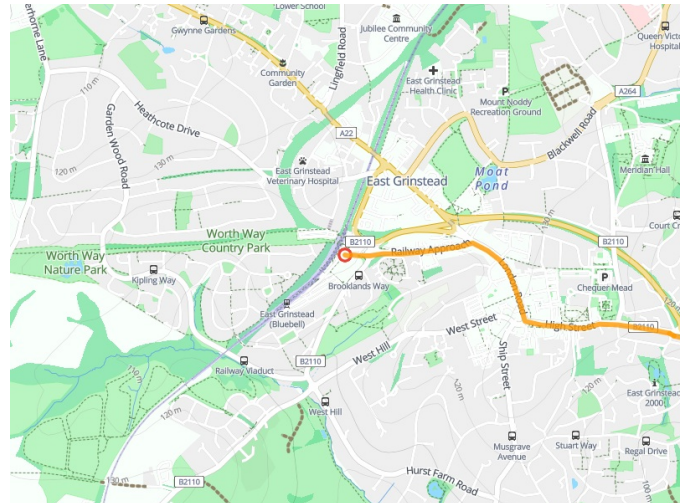 Lower School
Gwynne Gardens
Jubilee Community
Centre
Queen Vic
Hospital
Community
Garden
Lingfield Road
East Grinstead
Health Clinic
Mount Noddy
Recreation Ground
A264
110 m
Heathcote Drive
Garden Wood Road
A22
Blackwell Road
120 m
130 m
East Grinstead
Veterinary Hospital
East Grinstead
Moat
Pond
Meridian Hall
Court Cr
Worth Way
Country Park
B2110
Railway Approach
B2110
Worth Way
Nature Park
Kipling Way
Brooklands Way
Chequer Mead
East Grinstead
(Bluebell)
West Street
High Street
B2110
120 m
Railway Viaduct
B2110
West Hill
Ship Street
120 m
West Hill
East Grinstead
2000
Musgrave
Avenue
Stuart Way
Regal Drive
130 m
B2110
Hurst Farm Road
100 m